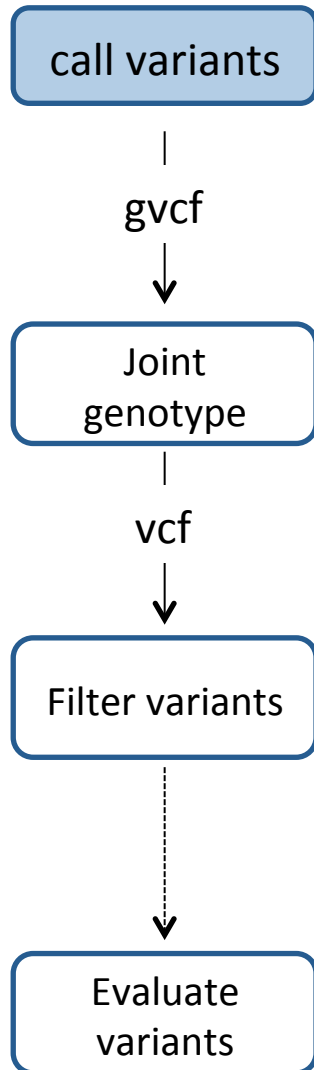 call variants
gvcf
Joint
genotype
vcf
Filter variants
Evaluate
variants